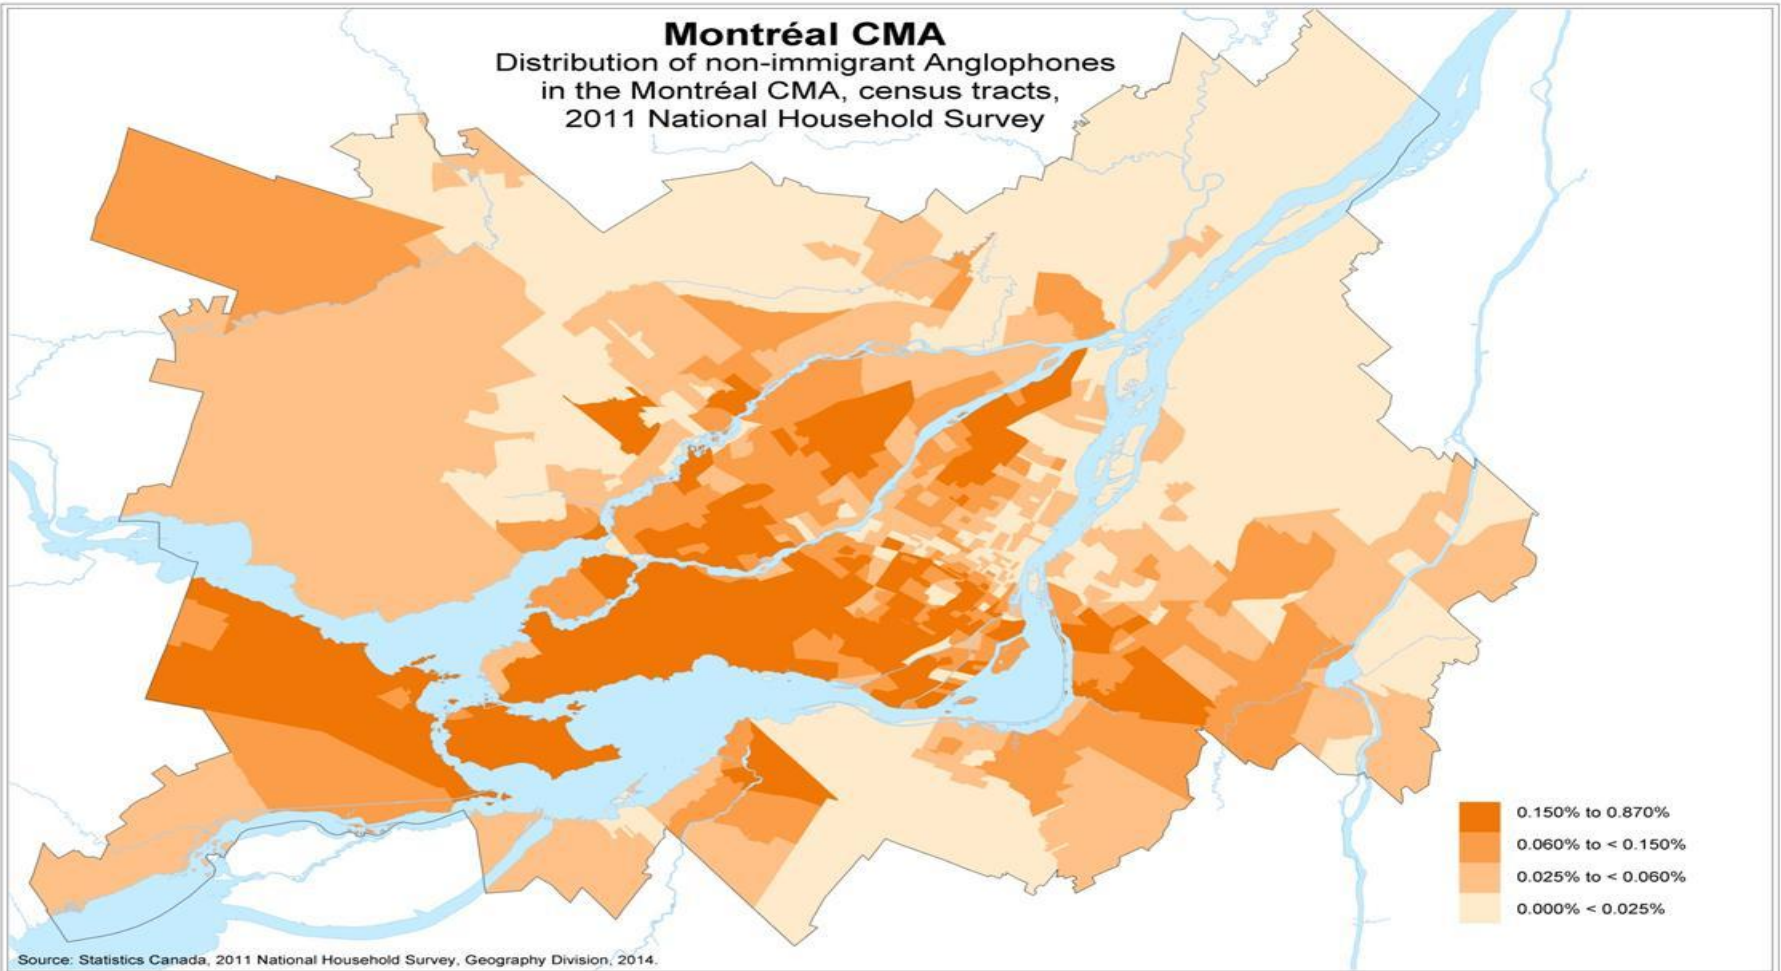 Montréal CMA
Distribution of non-immigrant Anglophones
in the Montréal CMA, census tracts,
2011 National Household Survey
0.150% to 0.870%
0.060% to < 0.150%
0.025% to < 0.060%
0.000% < 0.025%
Source: Statistics Canada, 2011 National Household Survey, Geography Division, 2014.